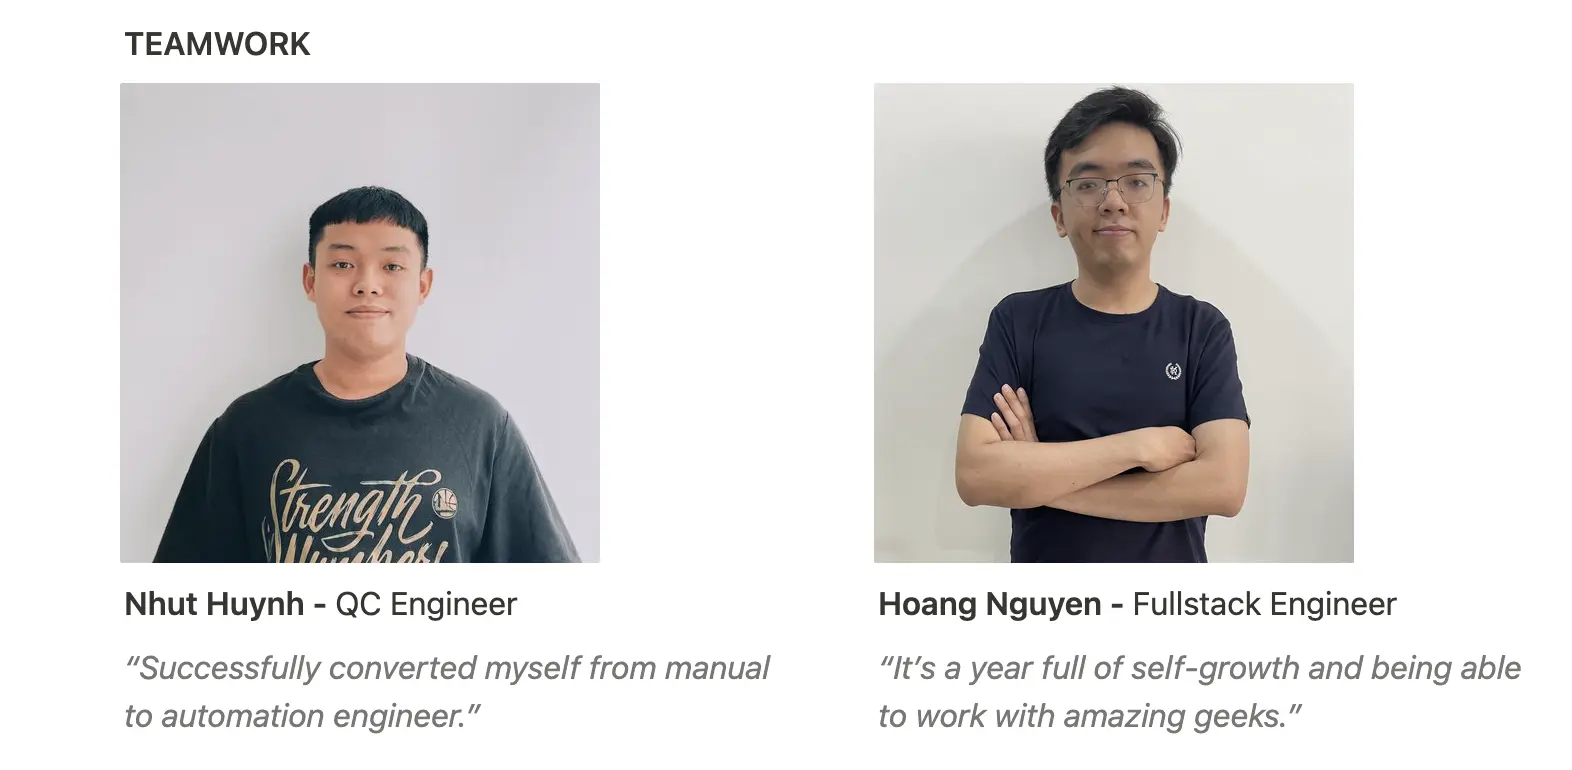 TEAMWORK
Strength
Numbers
Nhut Huynh - QC Engineer
“Successfully converted myself from manual
to automation engineer.”
Hoang Nguyen - Fullstack Engineer
“It’s a year full of self-growth and being able
to work with amazing geeks.”